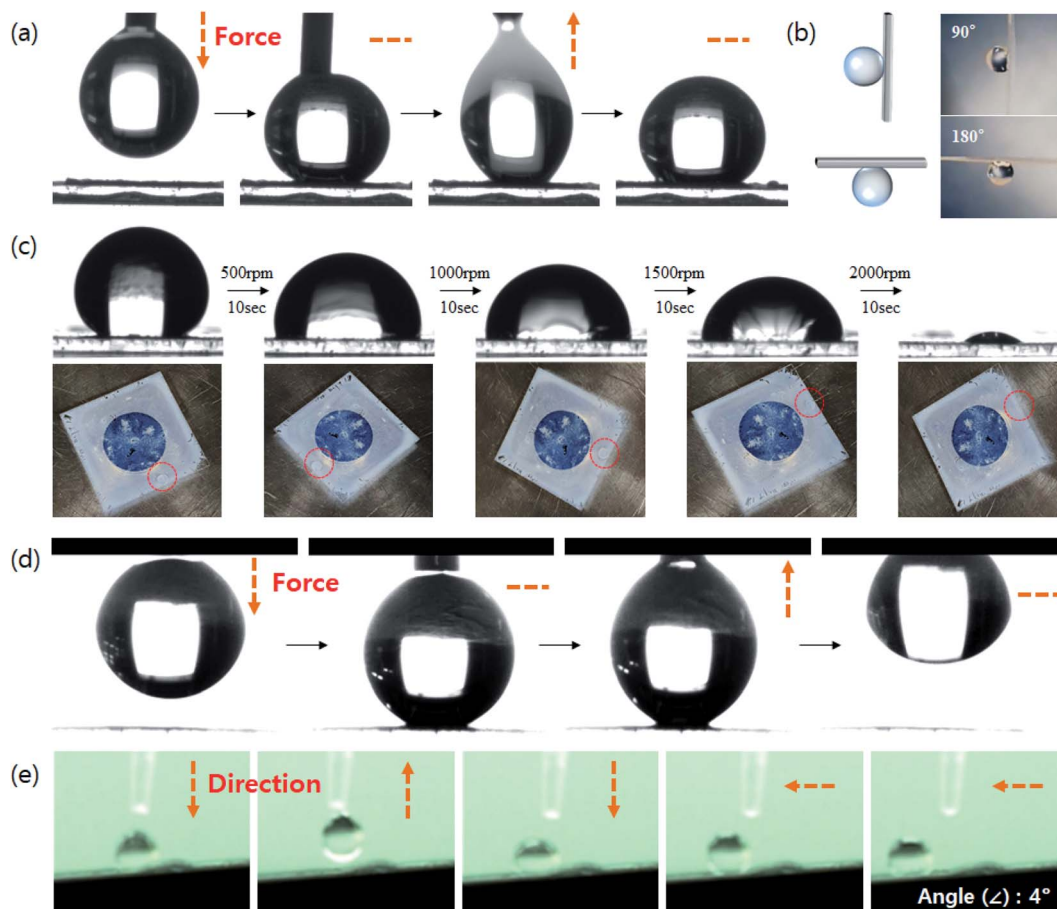 (a)
Force
(b)
90°
180°
(c)
500rpm
10sec
1000rpm
10sec
1500rpm
10sec
2000rpm
10sec
(d)
Force
(e)
Direction
Angle (∠) : 4°